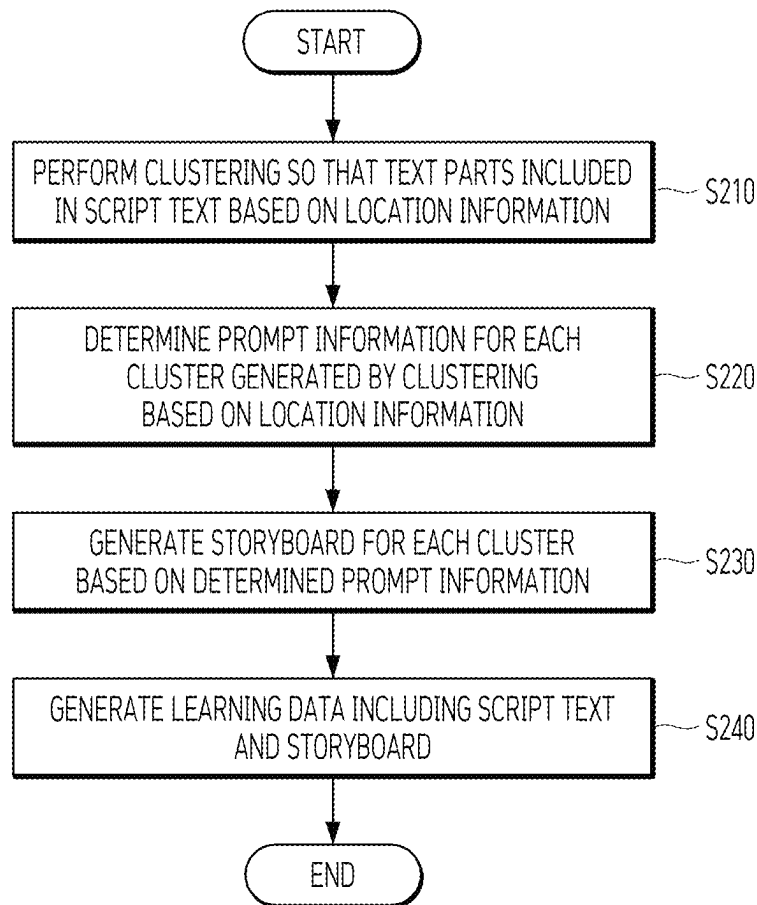 START
PERFORM CLUSTERING SO THAT TEXT PARTS INCLUDED
IN SCRIPT TEXT BASED ON LOCATION INFORMATION
S210
DETERMINE PROMPT INFORMATION FOR EACH
CLUSTER GENERATED BY CLUSTERING
BASED ON LOCATION INFORMATION
S220
GENERATE STORYBOARD FOR EACH CLUSTER
BASED ON DETERMINED PROMPT INFORMATION
S230
GENERATE LEARNING DATA INCLUDING SCRIPT TEXT
AND STORYBOARD
S240
END